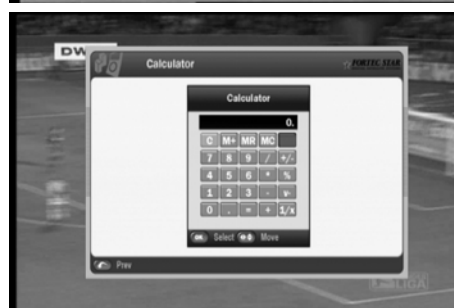 DW
Calculator
FORTEC STAR
Calculator
0.
C M+ MR MC
7 8 9 / +/-
4 5 6 * %
1 2 3 -
0 . = + 1/x
OK Select Move
Prev
LIGA